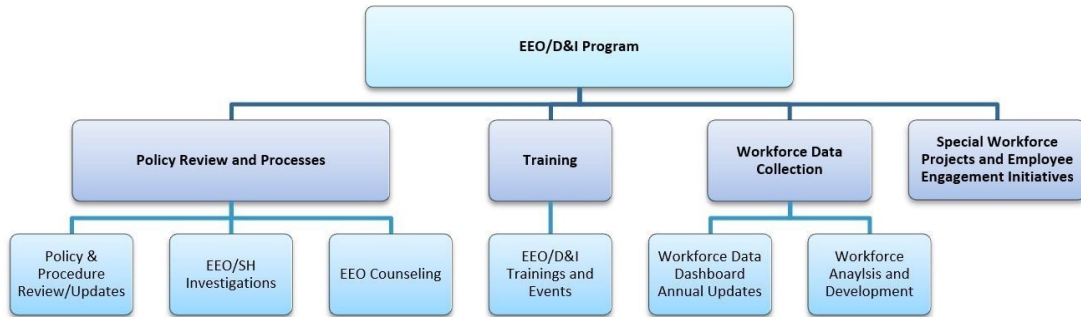 EEO/D&I Program
Policy Review and Processes
Training
Workforce Data
Collection
Special Workforce
Projects and Employee
Engagement Initiatives
Policy &
Procedure
Review/Updates
EEO/SH
Investigations
EEO Counseling
EEO/D&I
Trainings and
Events
Workforce Data
Dashboard
Annual Updates
Workforce
Anaylsis and
Development